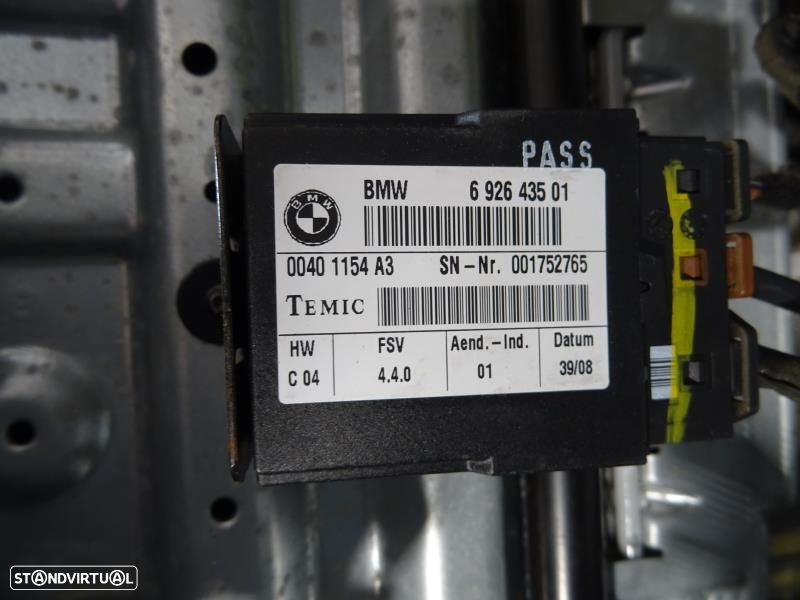 PASS
BMW 6 926 435 01
BMW
0040 1154 A3 SN-Nr. 001752765
TEMIC
HW FSV Aend.-Ind. Datum
C 04 4.4.0 01 39/08
STANDVIRTUAL